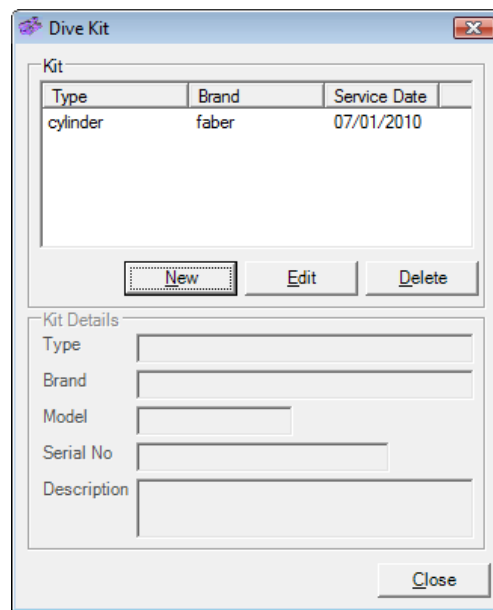 Dive Kit
Kit
Type Brand Service Date
cylinder faber 07/01/2010
New Edit Delete
Kit Details
Type
Brand
Model
Serial No
Description
Close